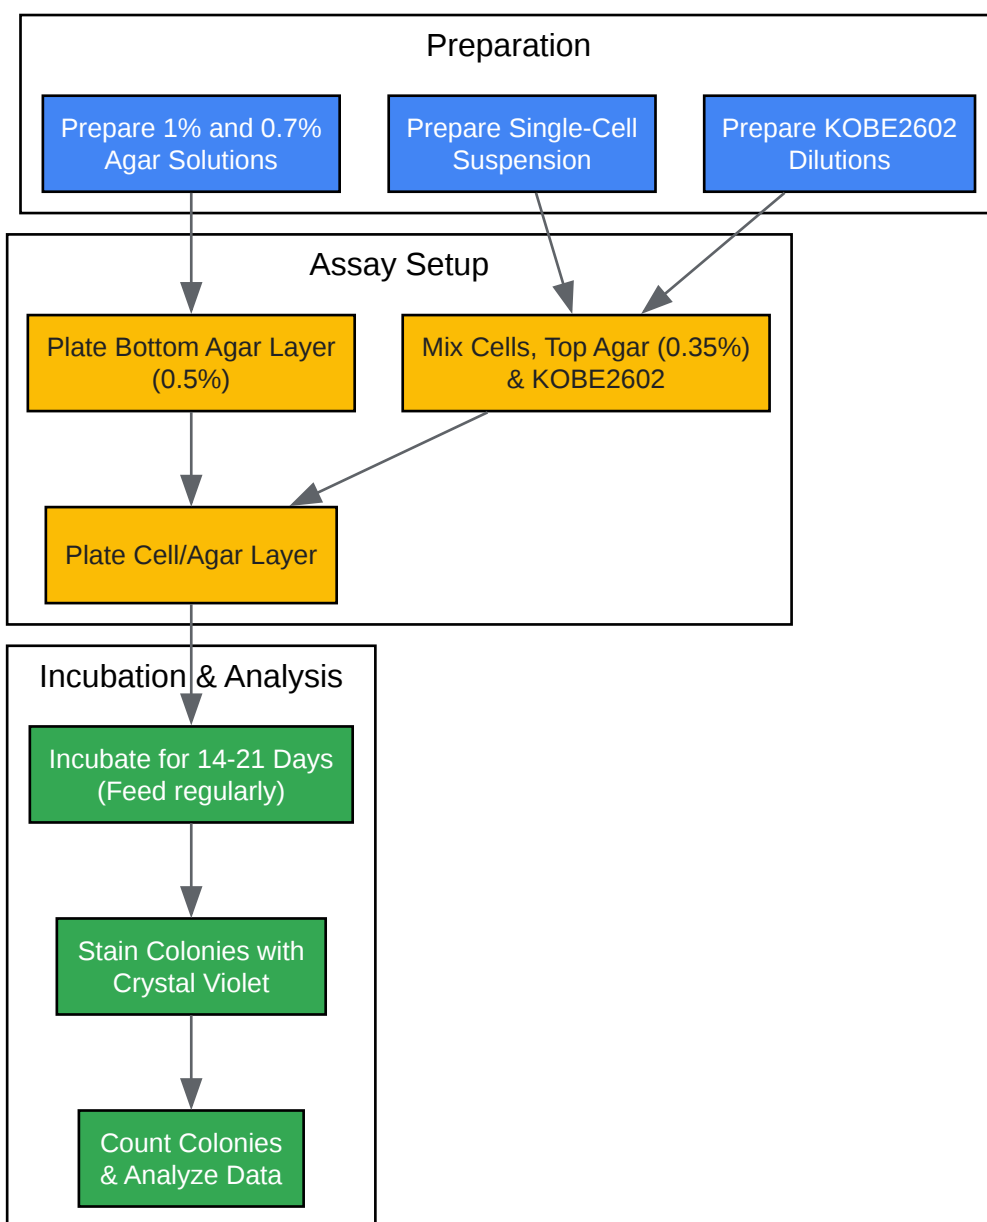 Preparation
Prepare 1% and 0.7%
Agar Solutions
Prepare Single-Cell
Suspension
Prepare KOBE2602
Dilutions
Assay Setup
Plate Bottom Agar Layer
(0.5%)
Mix Cells, Top Agar (0.35%)
& KOBE2602
Plate Cell/Agar Layer
Incubation & Analysis
Incubate for 14-21 Days
(Feed regularly)
Stain Colonies with
Crystal Violet
Count Colonies
& Analyze Data